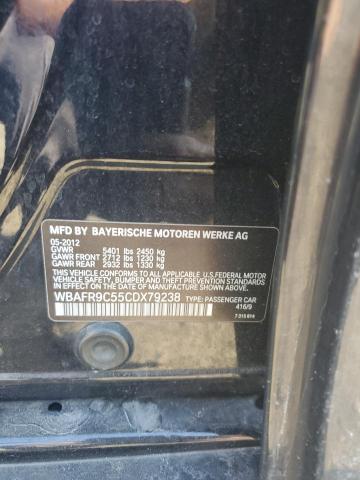 MFD BY BAYERISCHE MOTOREN WERKE AG
05-2012
GVWR 5401 lbs 2450 kg
GAWR FRONT 2712 lbs 1230 kg
GAWR REAR 2932 lbs 1330 kg
THIS VEHICLE CONFORMS TO ALL APPLICABLE U.S. FEDERAL MOTOR VEHICLE
SAFETY, BUMPER, AND THEFT PREVENTION STANDARDS
IN EFFECT ON THE DATE OF MANUFACTURE SHOWN ABOVE
WBAFR9C55CDX79238 TYPE: PASSENGER CAR
416/9